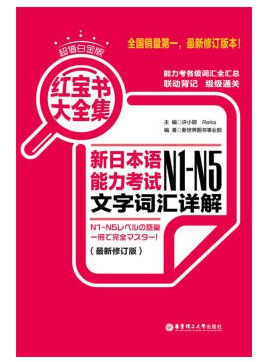 超值白金版
全国销量第一，最新修订版本！
红宝书
大全集
能力考各级词汇全汇总
联动背记 级级通关
主 编◎许小明 Reika
编 著◎新世界图书事业部
新日本语
能力考试
N1-N5
文字词汇详解
N1~N5レベルの語彙
一冊で完全マスター！
（最新修订版）
华东理工大学出版社